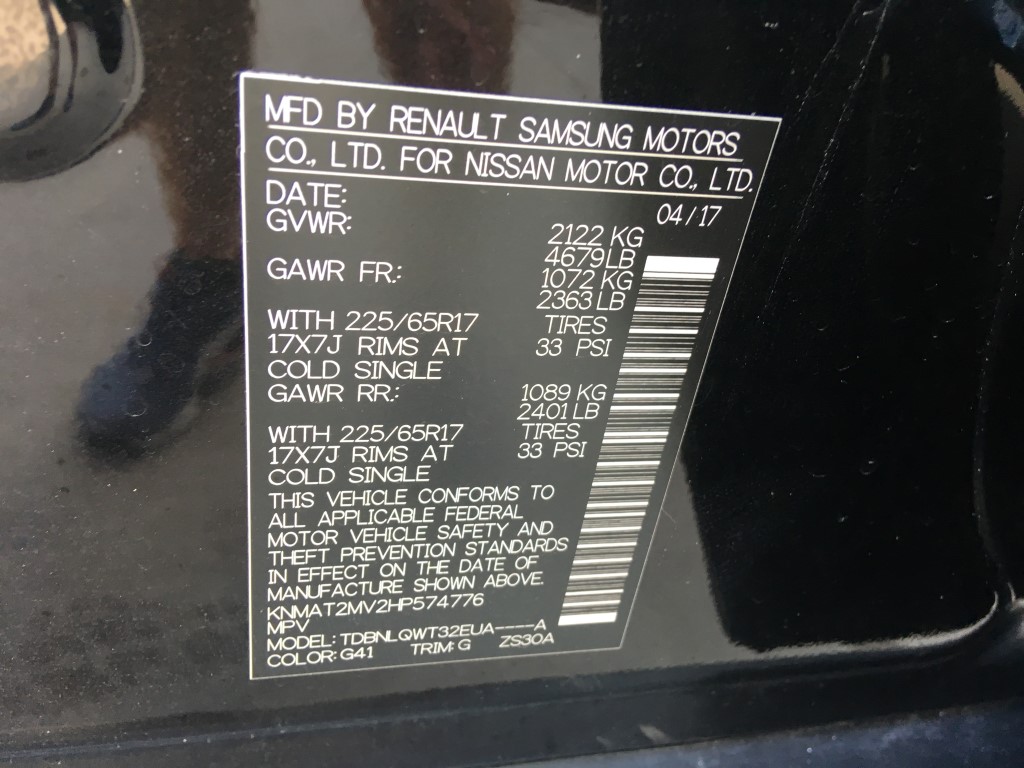 MFD BY RENAULT SAMSUNG MOTORS
CO., LTD. FOR NISSAN MOTOR CO., LTD.
DATE: 04/17
GVWR: 2122 KG
4679 LB
GAWR FR.: 1072 KG
2363 LB
WITH 225/65R17 TIRES
17X7J RIMS AT 33 PSI
COLD SINGLE
GAWR RR.: 1089 KG
2401 LB
WITH 225/65R17 TIRES
17X7J RIMS AT 33 PSI
COLD SINGLE
THIS VEHICLE CONFORMS TO
ALL APPLICABLE FEDERAL
MOTOR VEHICLE SAFETY AND
THEFT PREVENTION STANDARDS
IN EFFECT ON THE DATE OF
MANUFACTURE SHOWN ABOVE.
KNMAT2MV2HP574776
MPV
MODEL: TDBNLQWT32EUA----A
COLOR: G41 TRIM: G ZS30A